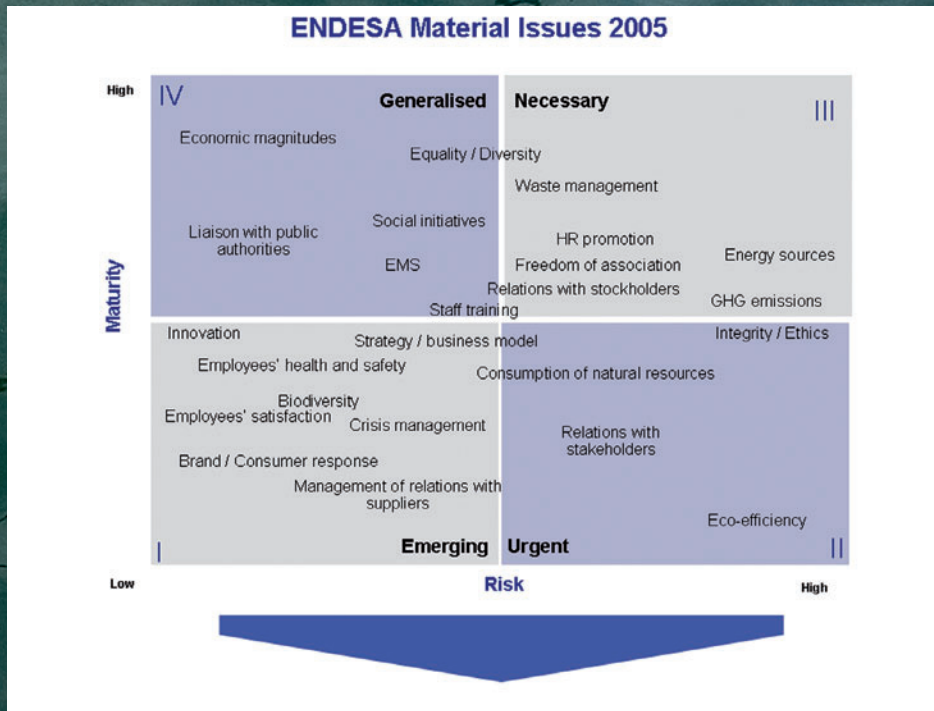 ENDESA Material Issues 2005
High
IV
Generalised
Necessary
III
Economic magnitudes
Equality / Diversity
Waste management
Social initiatives
Liaison with public
authorities
HR promotion
Energy sources
EMS
Freedom of association
Relations with stockholders
GHG emissions
Staff training
Maturity
Innovation
Strategy / business model
Integrity / Ethics
Employees' health and safety
Consumption of natural resources
Biodiversity
Employees' satisfaction
Crisis management
Relations with
stakeholders
Brand / Consumer response
Management of relations with
suppliers
Eco-efficiency
I
Emerging
Urgent
II
Low
Risk
High